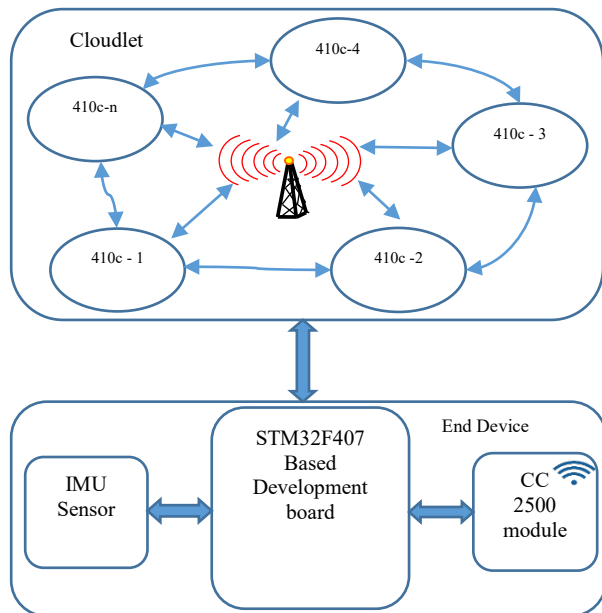 Cloudlet
410c-4
410c-n
410c - 3
410c - 1
410c -2
End Device
STM32F407
Based
Development
board
IMU
Sensor
CC
2500
module